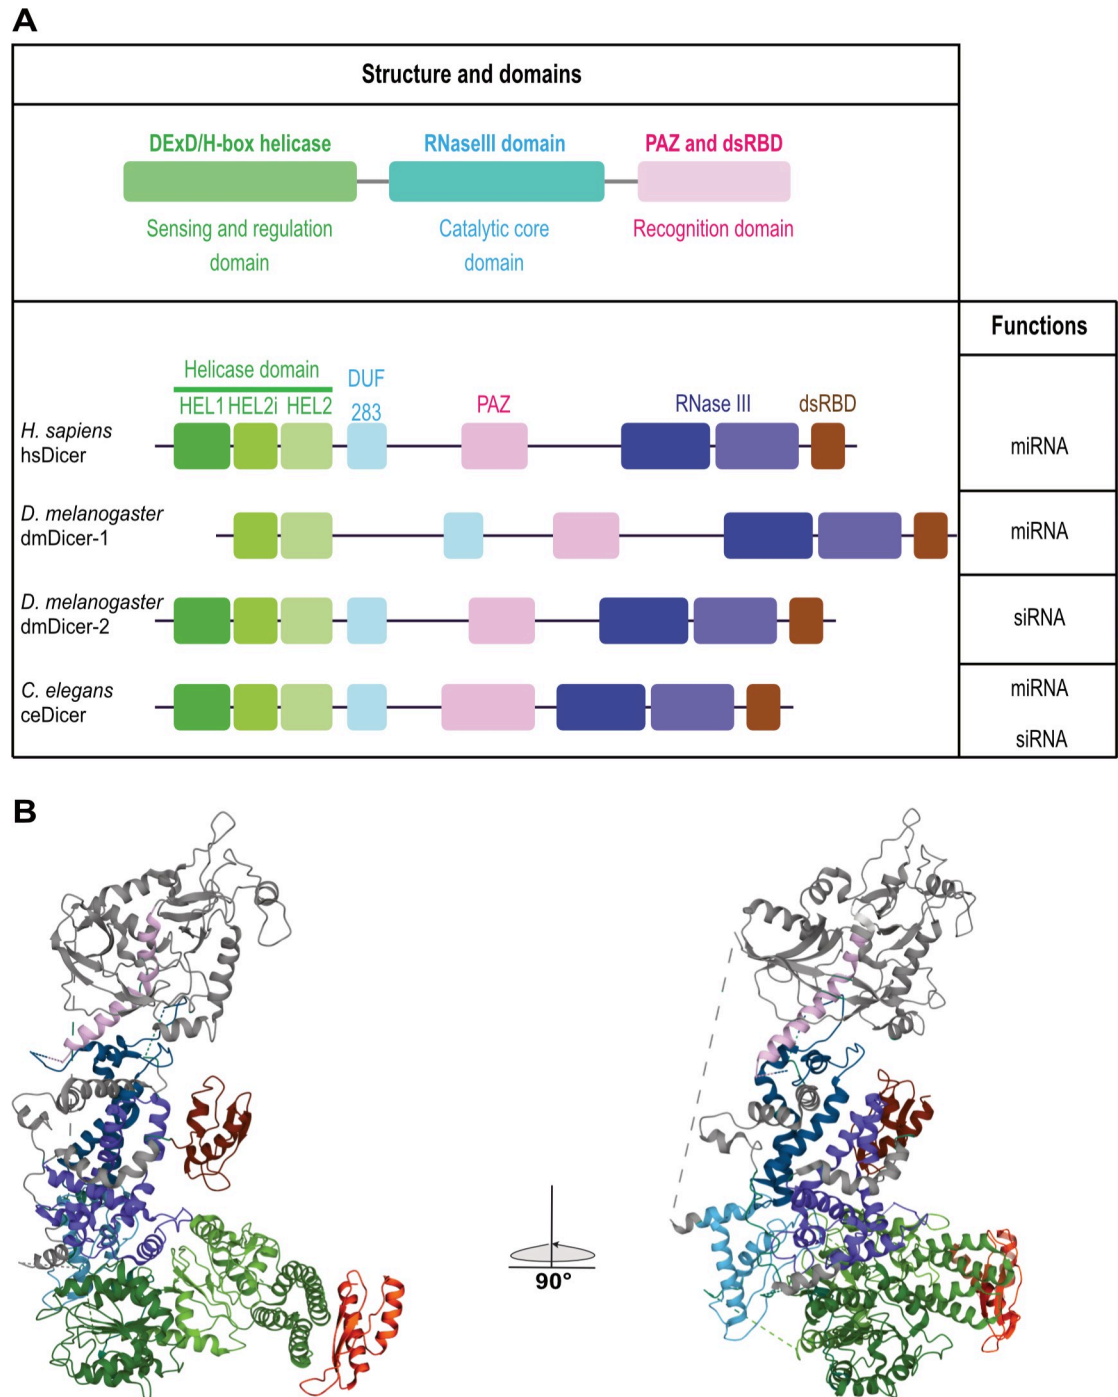 A
Structure and domains
DExD/H-box helicase
RNaseIII domain
PAZ and dsRBD
Sensing and regulation
domain
Catalytic core
domain
Recognition domain
Functions
Helicase domain
HEL1 HEL2i HEL2
DUF
283
PAZ
RNase III
dsRBD
H. sapiens
hsDicer
miRNA
D. melanogaster
dmDicer-1
miRNA
D. melanogaster
dmDicer-2
siRNA
C. elegans
ceDicer
miRNA
siRNA
B
90°